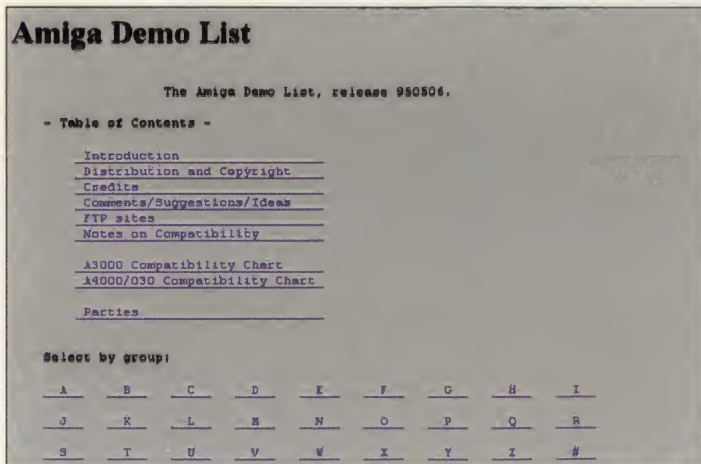 Amiga Demo List
The Amiga Demo List, release 950506.
- Table of Contents -
Introduction
Distribution and Copyright
Credits
Comments/Suggestions/Ideas
FTP sites
Notes on Compatibility
A3000 Compatibility Chart
A4000/030 Compatibility Chart
Parties
Select by group:
A B C D E F G H I
J K L M N O P Q R
S T U V W X Y Z #